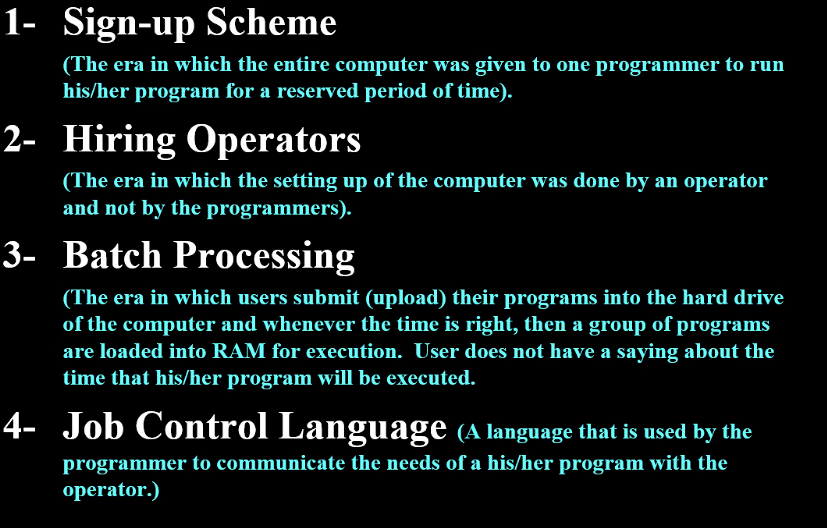 1- Sign-up Scheme
(The era in which the entire computer was given to one programmer to run
his/her program for a reserved period of time).
2- Hiring Operators
(The era in which the setting up of the computer was done by an operator
and not by the programmers).
3- Batch Processing
(The era in which users submit (upload) their programs into the hard drive
of the computer and whenever the time is right, then a group of programs
are loaded into RAM for execution. User does not have a saying about the
time that his/her program will be executed.
4- Job Control Language (A language that is used by the
programmer to communicate the needs of a his/her program with the
operator.)